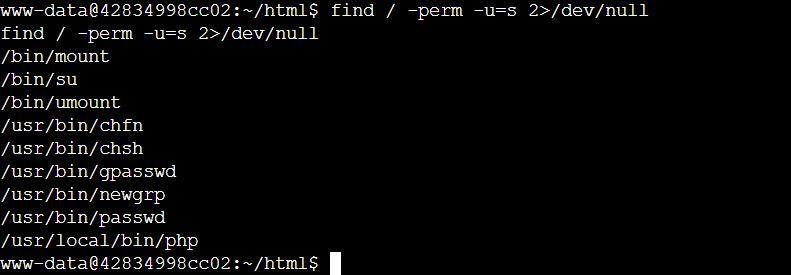 www-data@42834998cc02:~/html$ find / -perm -u=s 2>/dev/null
find / -perm -u=s 2>/dev/null
/bin/mount
/bin/su
/bin/umount
/usr/bin/chfn
/usr/bin/chsh
/usr/bin/gpasswd
/usr/bin/newgrp
/usr/bin/passwd
/usr/local/bin/php
www-data@42834998cc02:~/html$